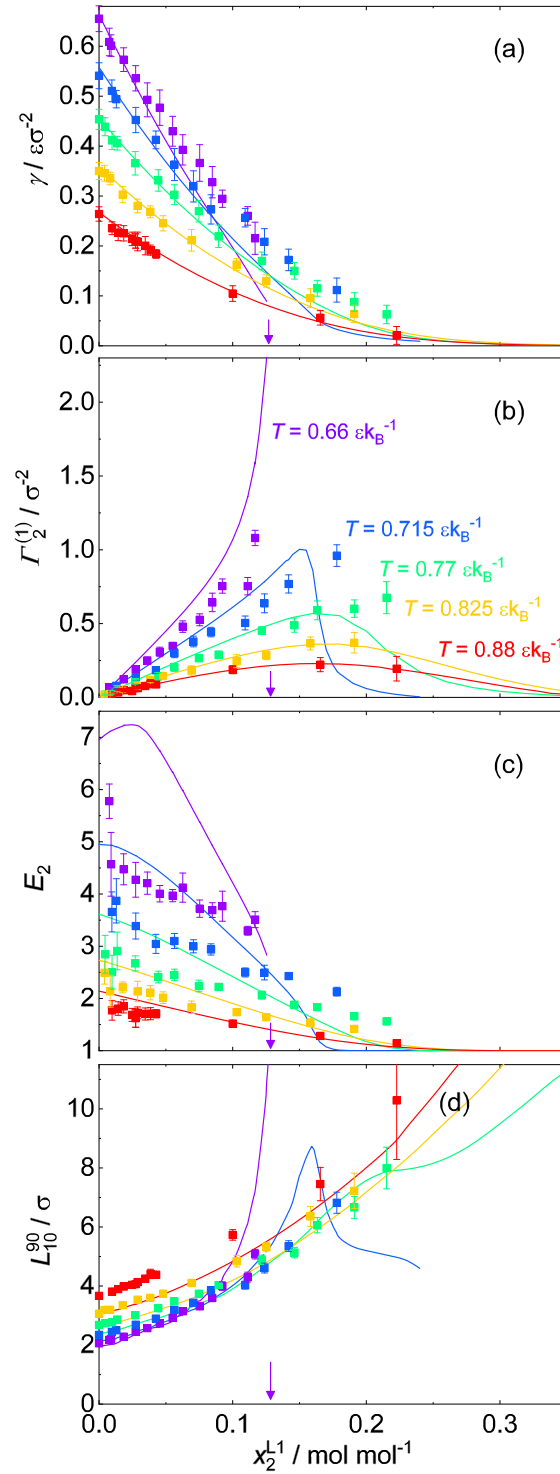 (a)
0.6
0.5
0.4
0.3
0.2
0.1
0.0
γ / εσ⁻²
(b)
2.0
1.5
1.0
0.5
0.0
Γ₂⁽¹⁾ / σ⁻²
T = 0.66 εk_B⁻¹
T = 0.715 εk_B⁻¹
T = 0.77 εk_B⁻¹
T = 0.825 εk_B⁻¹
T = 0.88 εk_B⁻¹
(c)
7
6
5
4
3
2
1
E₂
(d)
10
8
6
4
2
0
L₁₀⁹⁰ / σ
0.0 0.1 0.2 0.3
x₂ᴸ¹ / mol mol⁻¹